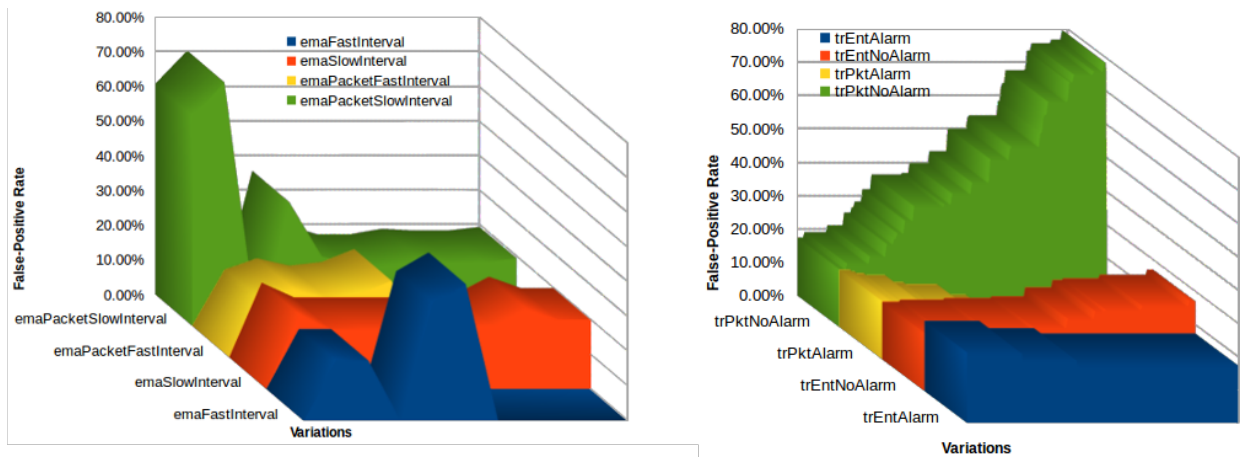 80.00%
70.00%
60.00%
50.00%
40.00%
30.00%
20.00%
10.00%
0.00%
False-Positive Rate
emaFastInterval
emaSlowInterval
emaPacketFastInterval
emaPacketSlowInterval
emaPacketSlowInterval
emaPacketFastInterval
emaSlowInterval
emaFastInterval
Variations
80.00%
70.00%
60.00%
50.00%
40.00%
30.00%
20.00%
10.00%
0.00%
False-Positive Rate
trEntAlarm
trEntNoAlarm
trPktAlarm
trPktNoAlarm
trPktNoAlarm
trPktAlarm
trEntNoAlarm
trEntAlarm
Variations